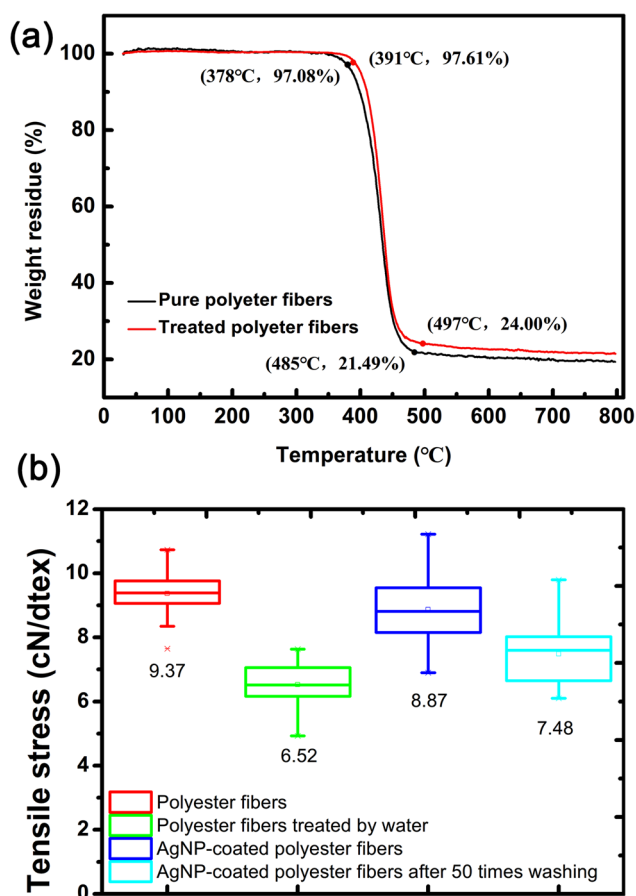 (a)
100
80
60
40
20
Weight residue (%)
(378℃, 97.08%)
(391℃, 97.61%)
Pure polyeter fibers
Treated polyeter fibers
(497℃, 24.00%)
(485℃, 21.49%)
0 100 200 300 400 500 600 700 800
Temperature (℃)
(b)
12
10
8
6
4
2
0
Tensile stress (cN/dtex)
9.37
6.52
8.87
7.48
Polyester fibers
Polyester fibers treated by water
AgNP-coated polyester fibers
AgNP-coated polyester fibers after 50 times washing